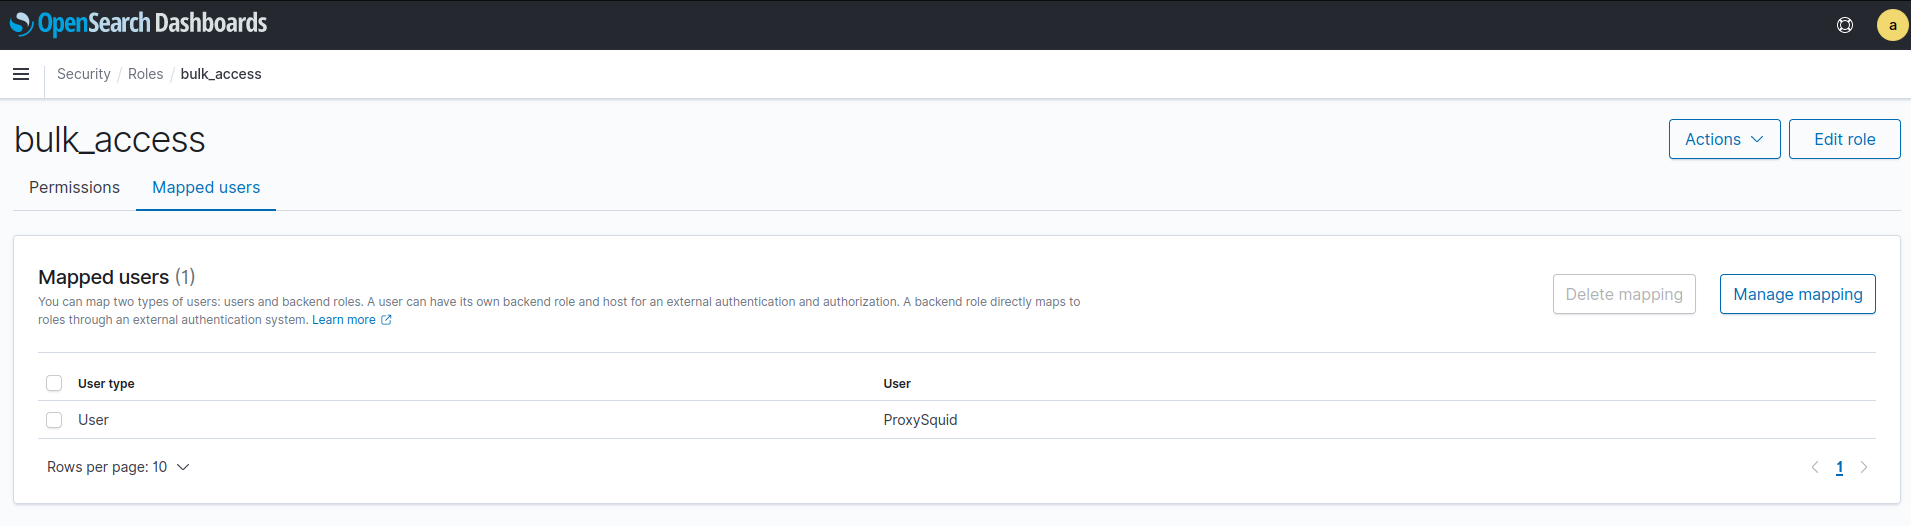 OpenSearch Dashboards
a
Security / Roles / bulk_access
bulk_access
Actions
Edit role
Permissions
Mapped users
Mapped users (1)
You can map two types of users: users and backend roles. A user can have its own backend role and host for an external authentication and authorization. A backend role directly maps to
roles through an external authentication system. Learn more
Delete mapping
Manage mapping
User type
User
User
ProxySquid
Rows per page: 10
1